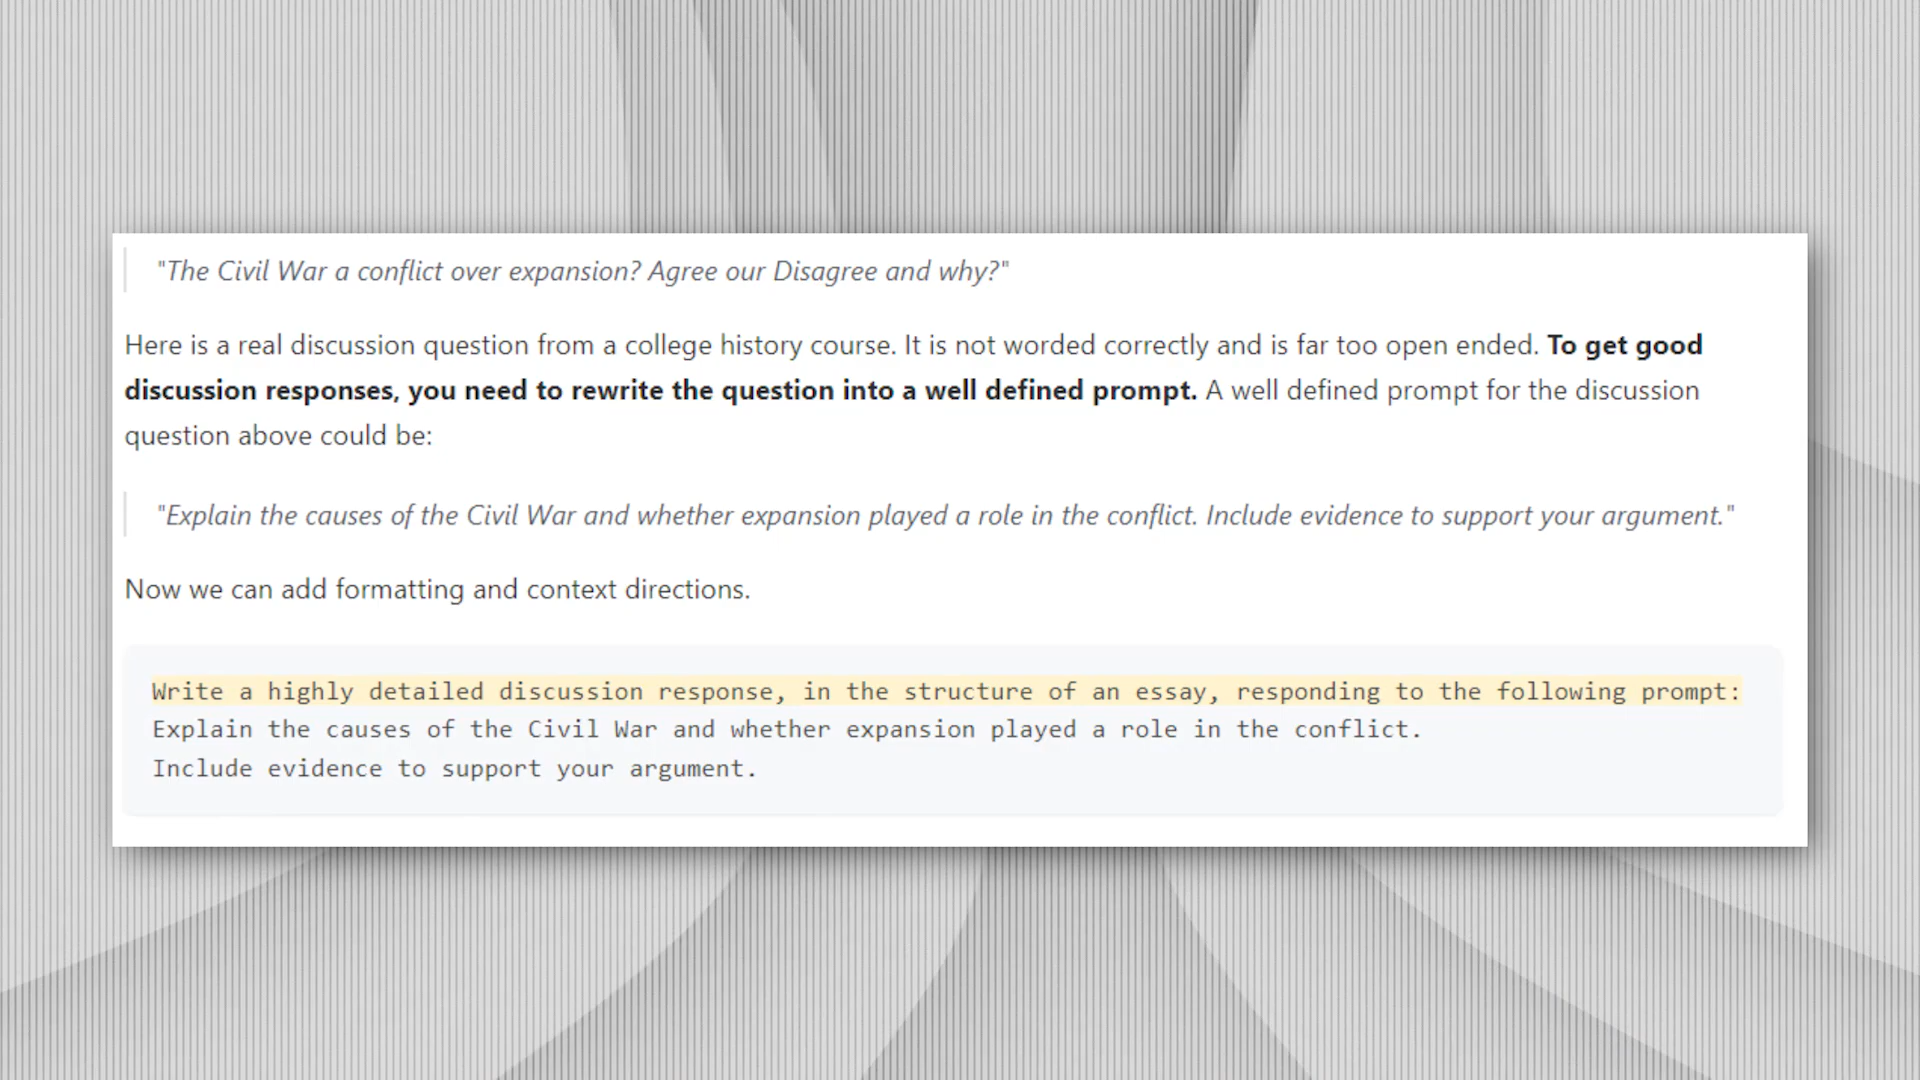 "The Civil War a conflict over expansion? Agree our Disagree and why?"
Here is a real discussion question from a college history course. It is not worded correctly and is far too open ended. To get good
discussion responses, you need to rewrite the question into a well defined prompt. A well defined prompt for the discussion
question above could be:
"Explain the causes of the Civil War and whether expansion played a role in the conflict. Include evidence to support your argument."
Now we can add formatting and context directions.
Write a highly detailed discussion response, in the structure of an essay, responding to the following prompt:
Explain the causes of the Civil War and whether expansion played a role in the conflict.
Include evidence to support your argument.